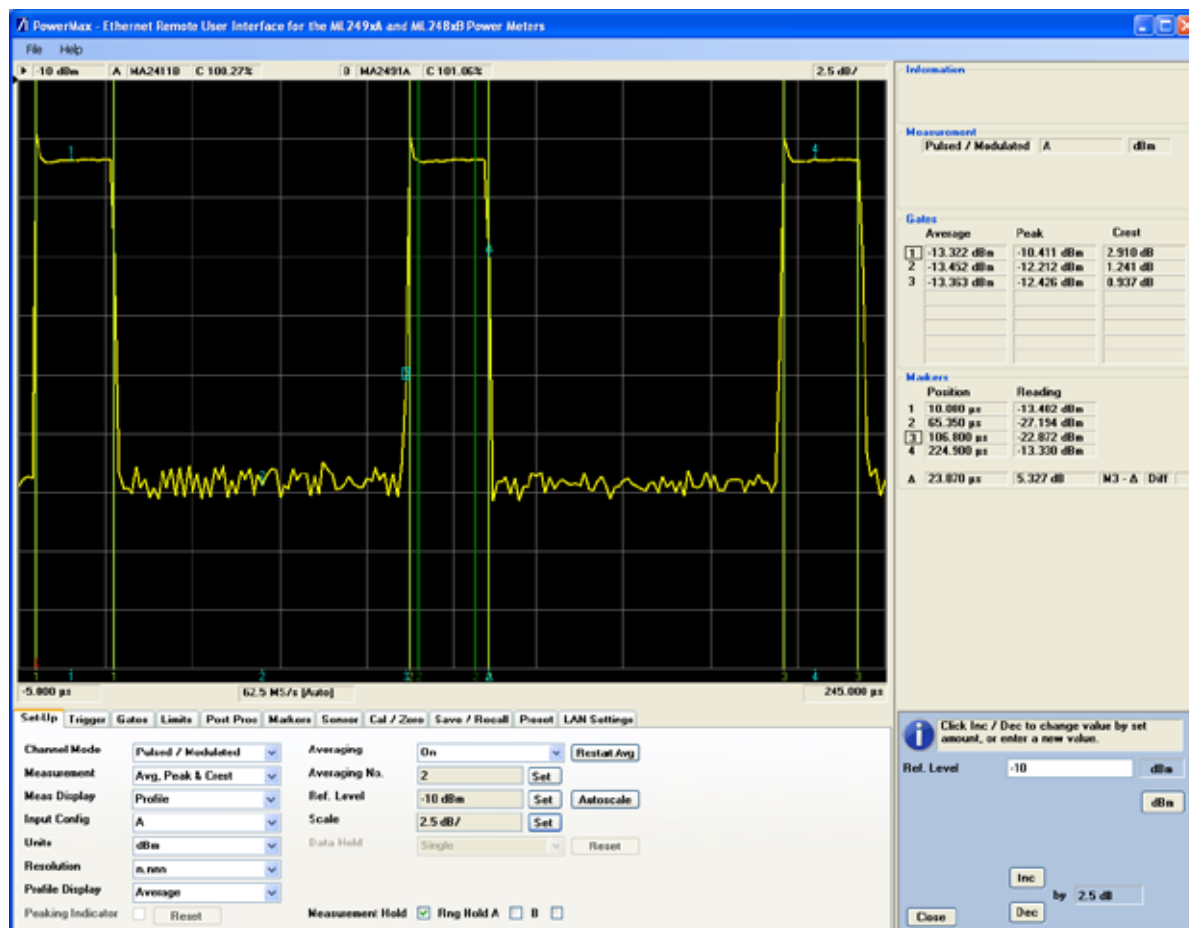 PowerMax - Ethernet Remote User Interface for the ML249xA and ML248xB Power Meters
File Help
-10 dBm A MA2411B C 100.27% B MA2491A C 101.06% 2.5 dB/
1
4
2
1 1 1 2 2 3 4 3
-5.000 µs 62.5 MS/s [Auto] 245.000 µs
Information
Measurement
Pulsed / Modulated A dBm
Gates
Average Peak Crest
1 -13.322 dBm -10.411 dBm 2.910 dB
2 -13.452 dBm -12.212 dBm 1.241 dB
3 -13.363 dBm -12.426 dBm 0.937 dB
Markers
Position Reading
1 10.000 µs -13.402 dBm
2 65.350 µs -27.194 dBm
3 106.800 µs -22.872 dBm
4 224.900 µs -13.330 dBm
Δ 23.870 µs 5.327 dB M3 - Δ Diff
Set-Up Trigger Gates Limits Post Pros Markers Sensor Cal / Zero Save / Recall Preset LAN Settings
Channel Mode Pulsed / Modulated Averaging On Restart Avg
Measurement Avg, Peak & Crest Averaging No. 2 Set
Meas Display Profile Ref. Level -10 dBm Set Autoscale
Input Config A Scale 2.5 dB/ Set
Units dBm Data Hold Single Reset
Resolution n.nnn
Profile Display Average
Peaking Indicator Reset Measurement Hold Rng Hold A B
Click Inc / Dec to change value by set
amount, or enter a new value.
Ref. Level -10 dBm
dBm
Inc
by 2.5 dB
Close Dec